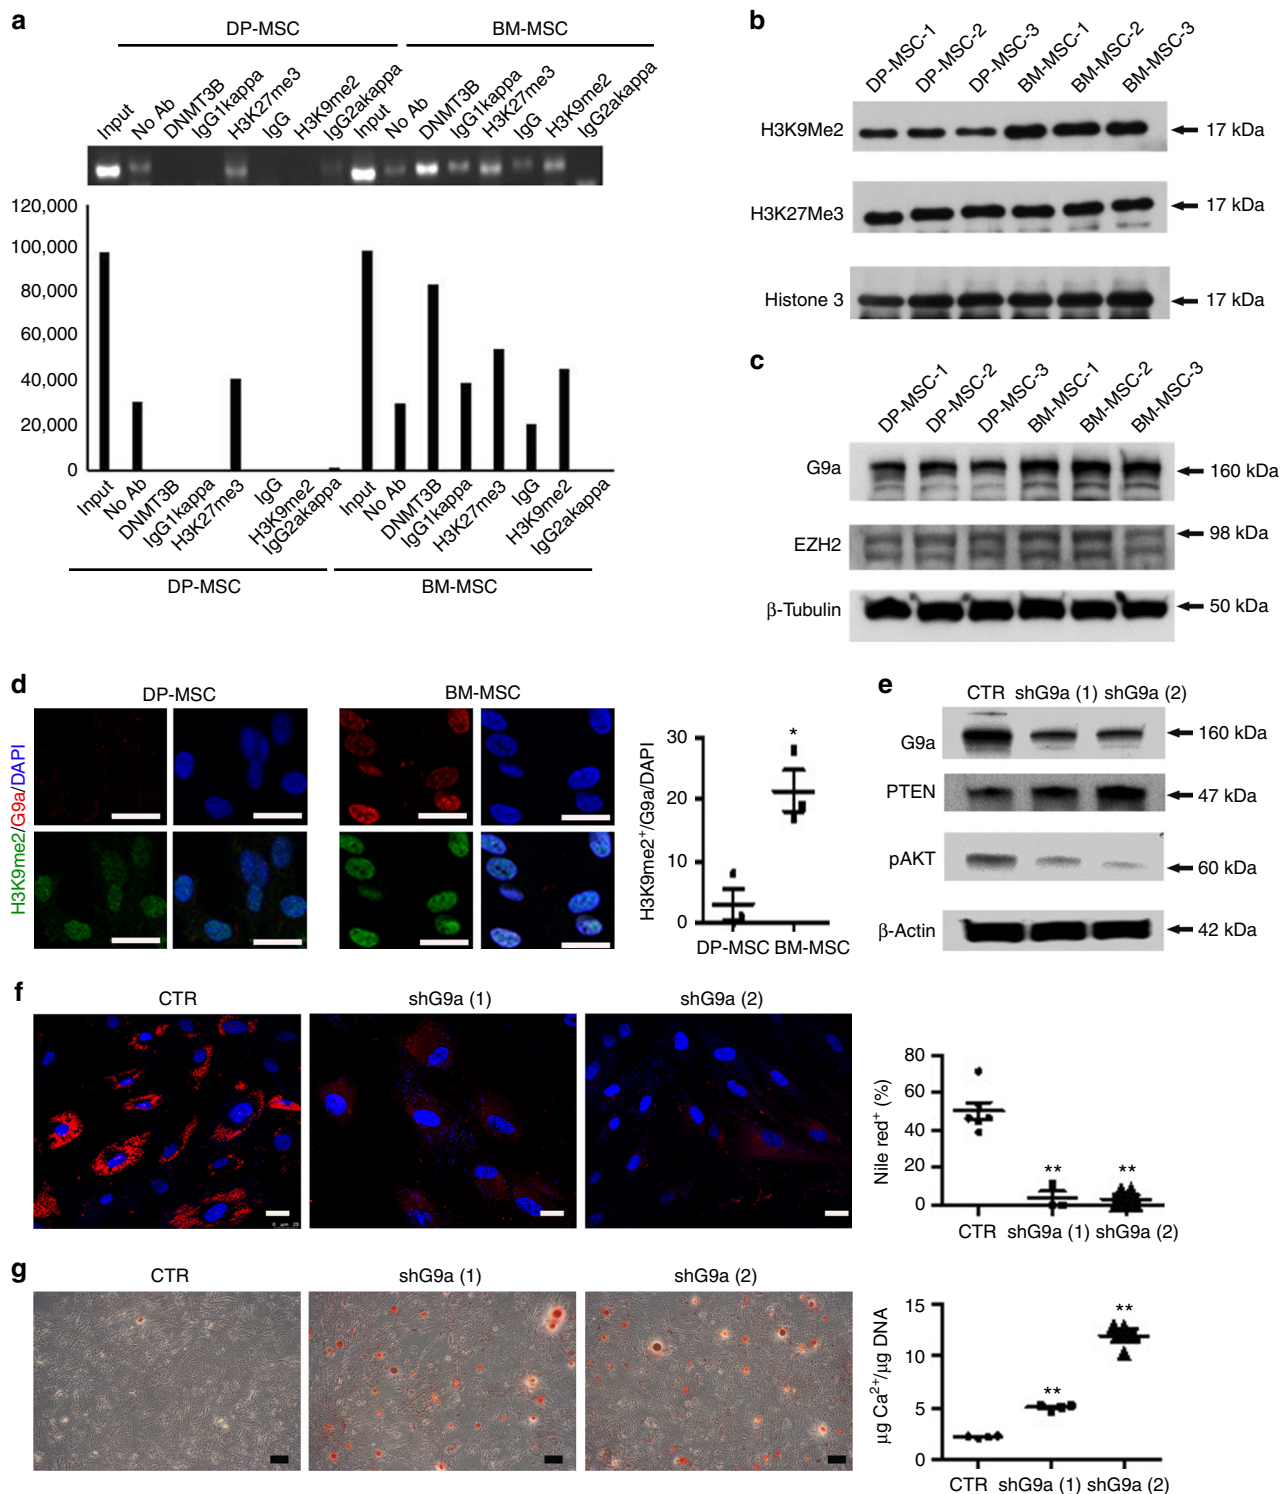 a
DP-MSC
BM-MSC
Input
No Ab
DNMT3B
IgG1kappa
H3K27me3
IgG
H3K9me2
IgG2akappa
Input
No Ab
DNMT3B
IgG1kappa
H3K27me3
IgG
H3K9me2
IgG2akappa
120,000
100,000
80,000
60,000
40,000
20,000
0
Input
No Ab
DNMT3B
IgG1kappa
H3K27me3
IgG
H3K9me2
IgG2akappa
Input
No Ab
DNMT3B
IgG1kappa
H3K27me3
IgG
H3K9me2
IgG2akappa
DP-MSC
BM-MSC
b
DP-MSC-1
DP-MSC-2
DP-MSC-3
BM-MSC-1
BM-MSC-2
BM-MSC-3
H3K9Me2
17 kDa
H3K27Me3
17 kDa
Histone 3
17 kDa
c
DP-MSC-1
DP-MSC-2
DP-MSC-3
BM-MSC-1
BM-MSC-2
BM-MSC-3
G9a
160 kDa
EZH2
98 kDa
β-Tubulin
50 kDa
d
DP-MSC
BM-MSC
H3K9me2/G9a/DAPI
H3K9me2⁺/G9a/DAPI
30
20
10
0
*
DP-MSC
BM-MSC
e
CTR
shG9a (1)
shG9a (2)
G9a
160 kDa
PTEN
47 kDa
pAKT
60 kDa
β-Actin
42 kDa
f
CTR
shG9a (1)
shG9a (2)
0 µm 25
Nile red⁺ (%)
80
60
40
20
0
**
**
CTR
shG9a (1)
shG9a (2)
g
CTR
shG9a (1)
shG9a (2)
µg Ca²⁺/µg DNA
15
10
5
0
**
**
CTR
shG9a (1)
shG9a (2)